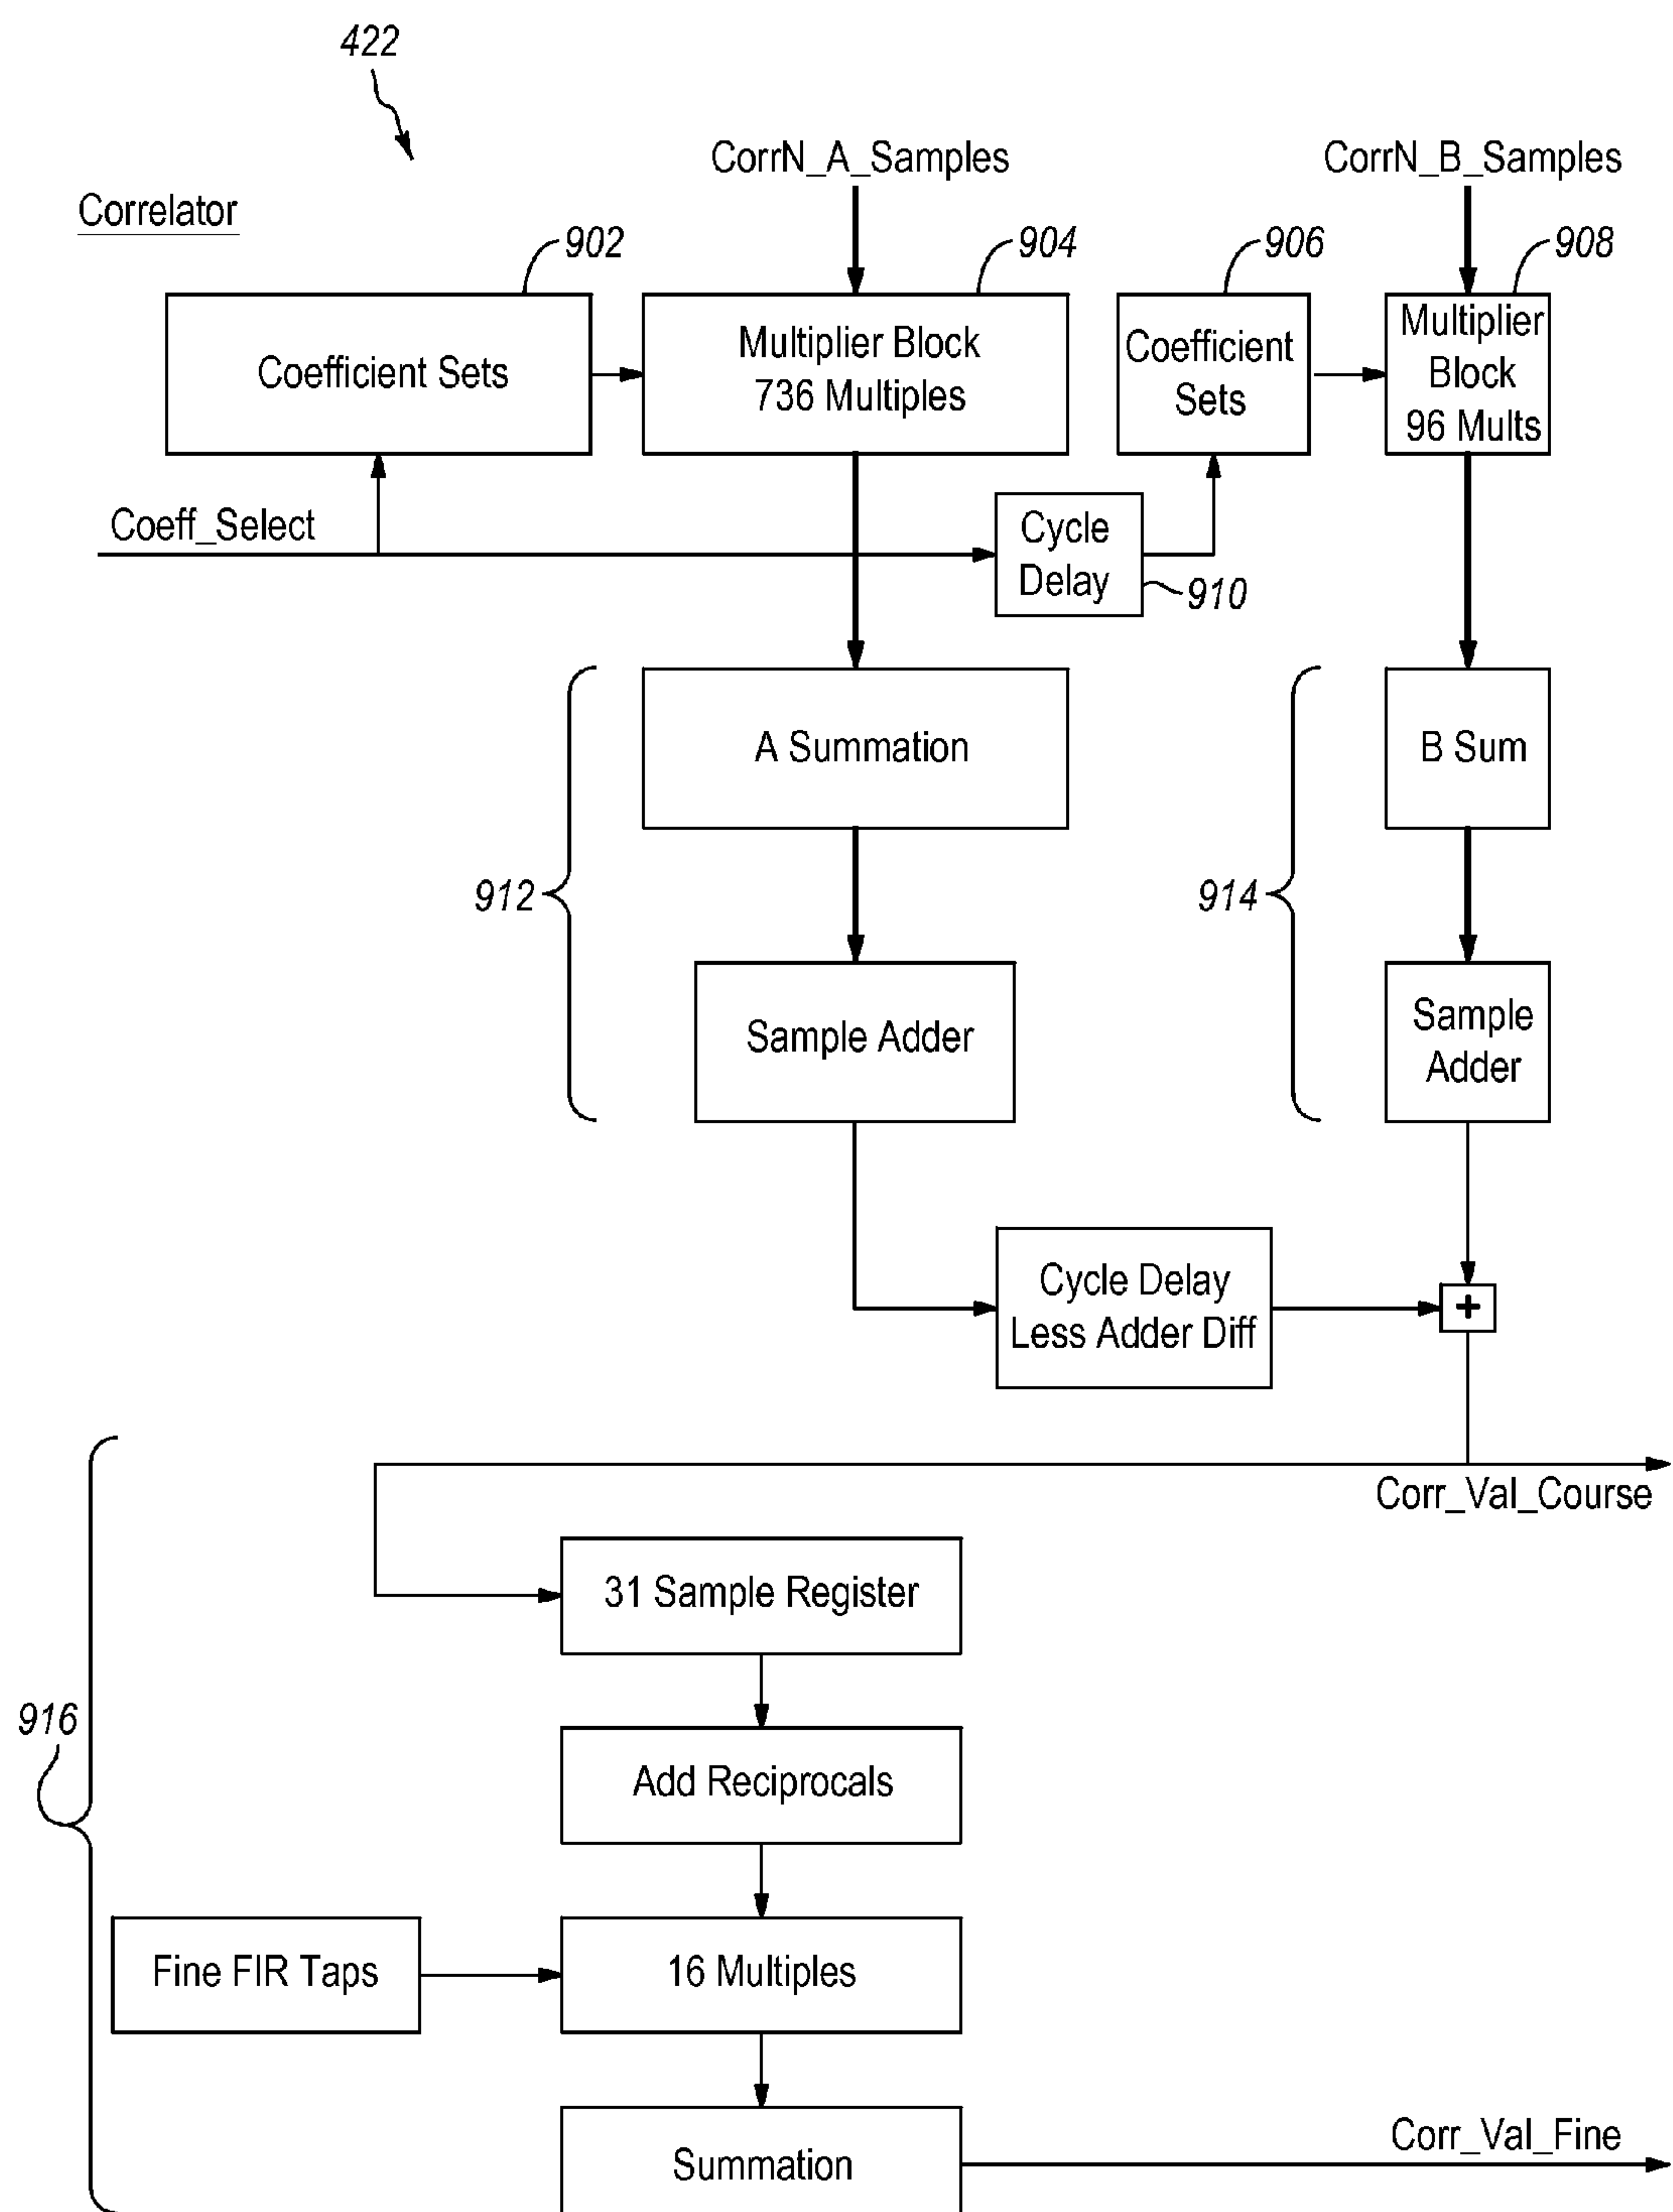 422
CorrN_A_Samples
CorrN_B_Samples
Correlator
902
904
906
908
Coefficient Sets
Multiplier Block
736 Multiples
Coefficient
Sets
Multiplier
Block
96 Mults
Coeff_Select
Cycle
Delay
910
A Summation
B Sum
912
914
Sample Adder
Sample
Adder
Cycle Delay
Less Adder Diff
+
Corr_Val_Course
31 Sample Register
916
Add Reciprocals
Fine FIR Taps
16 Multiples
Corr_Val_Fine
Summation